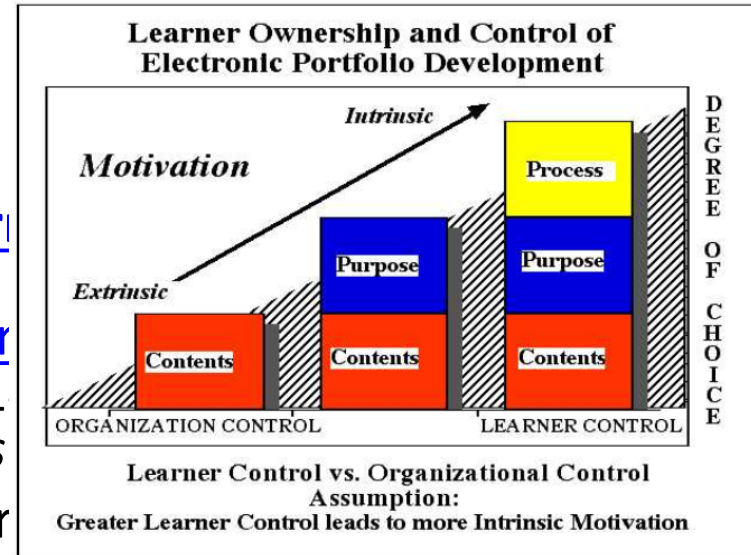 Learner Ownership and Control of
Electronic Portfolio Development
Intrinsic
Motivation
Process
Purpose
Purpose
Extrinsic
Contents
Contents
Contents
DEGREE OF CHOICE
ORGANIZATION CONTROL
LEARNER CONTROL
Learner Control vs. Organizational Control
Assumption:
Greater Learner Control leads to more Intrinsic Motivation